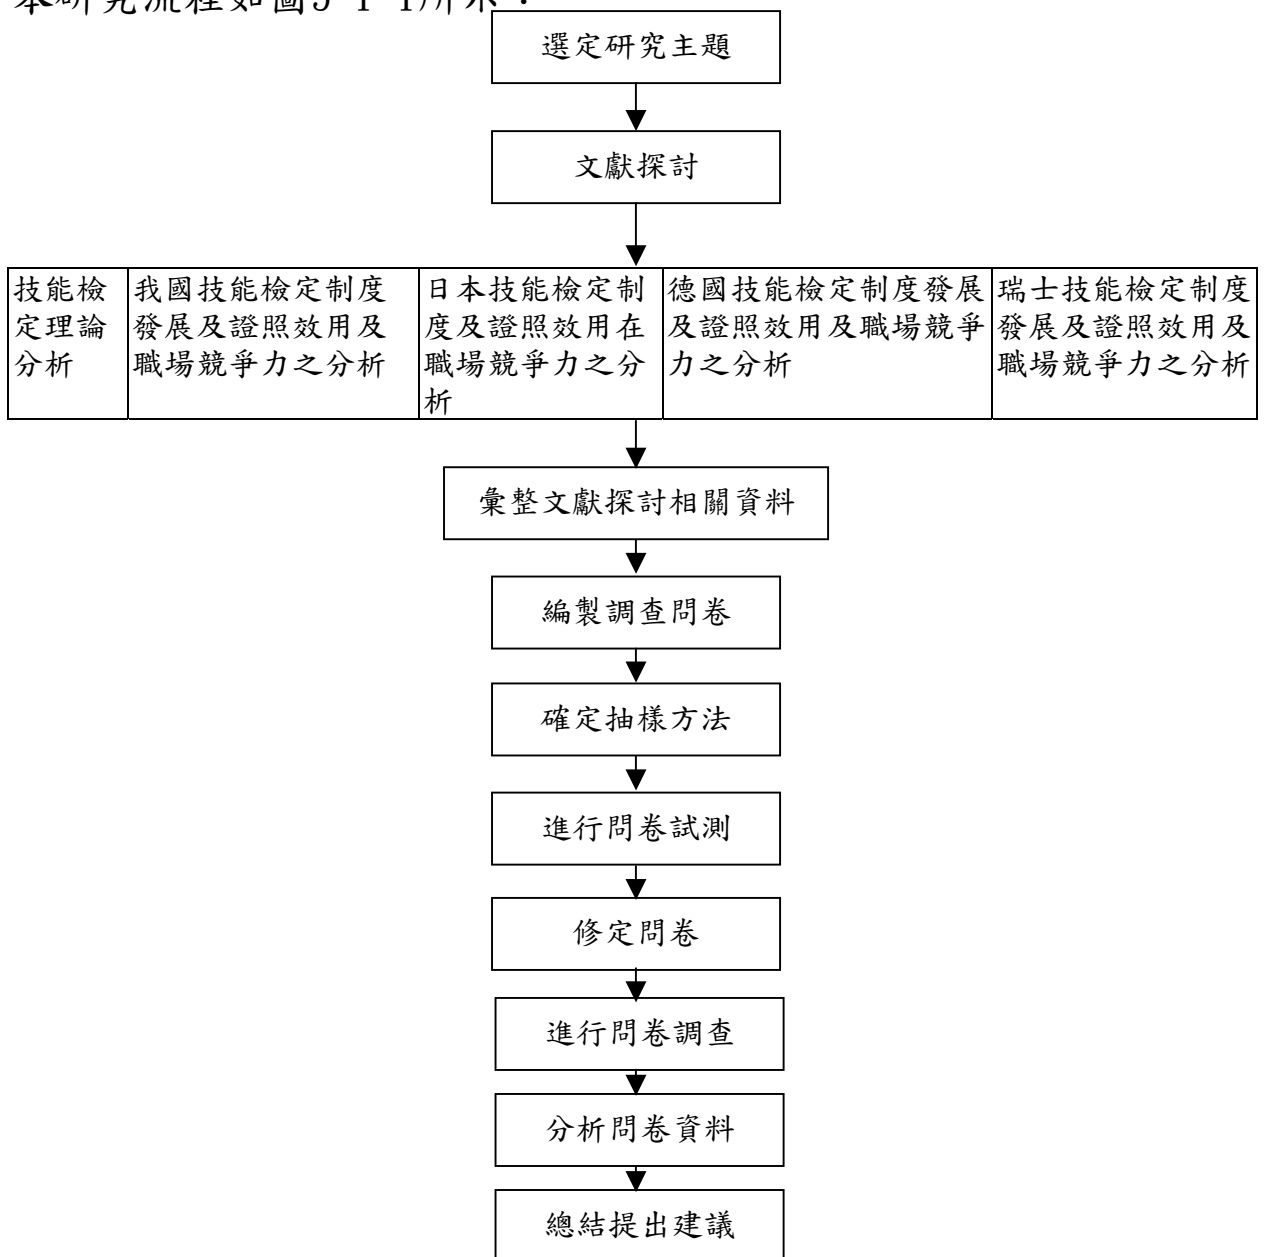 本研究流程如圖3-1-1所示：
選定研究主題
文獻探討
技能檢
定理論
分析
我國技能檢定制度
發展及證照效用及
職場競爭力之分析
日本技能檢定制
度及證照效用在
職場競爭力之分
析
德國技能檢定制度發展
及證照效用及職場競爭
力之分析
瑞士技能檢定制度
發展及證照效用及
職場競爭力之分析
彙整文獻探討相關資料
編製調查問卷
確定抽樣方法
進行問卷試測
修定問卷
進行問卷調查
分析問卷資料
總結提出建議